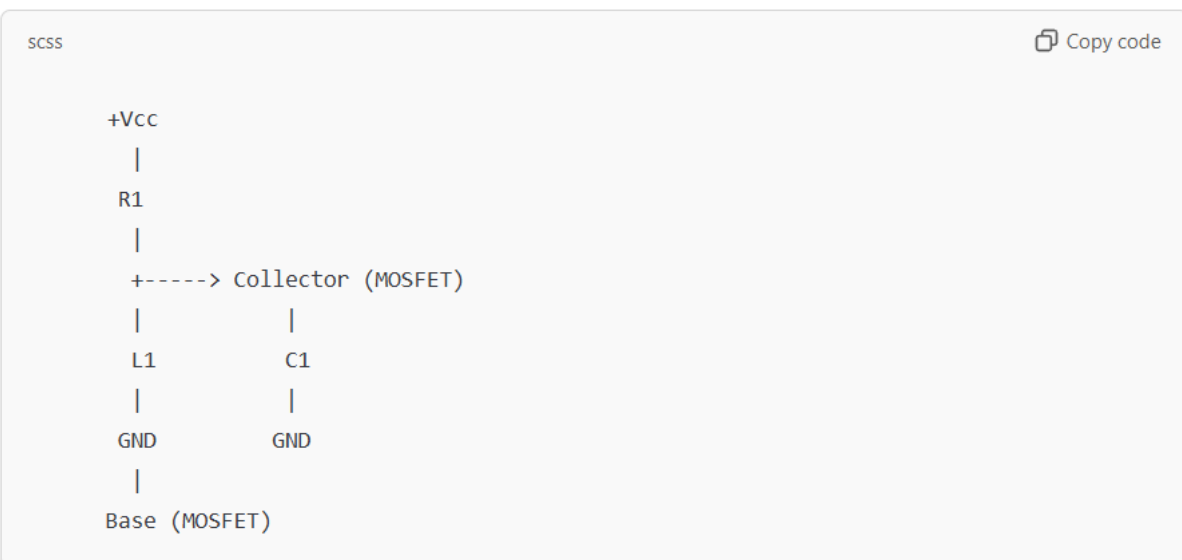 scss
Copy code
+Vcc
|
R1
|
+-----> Collector (MOSFET)
| |
L1 C1
| |
GND GND
|
Base (MOSFET)